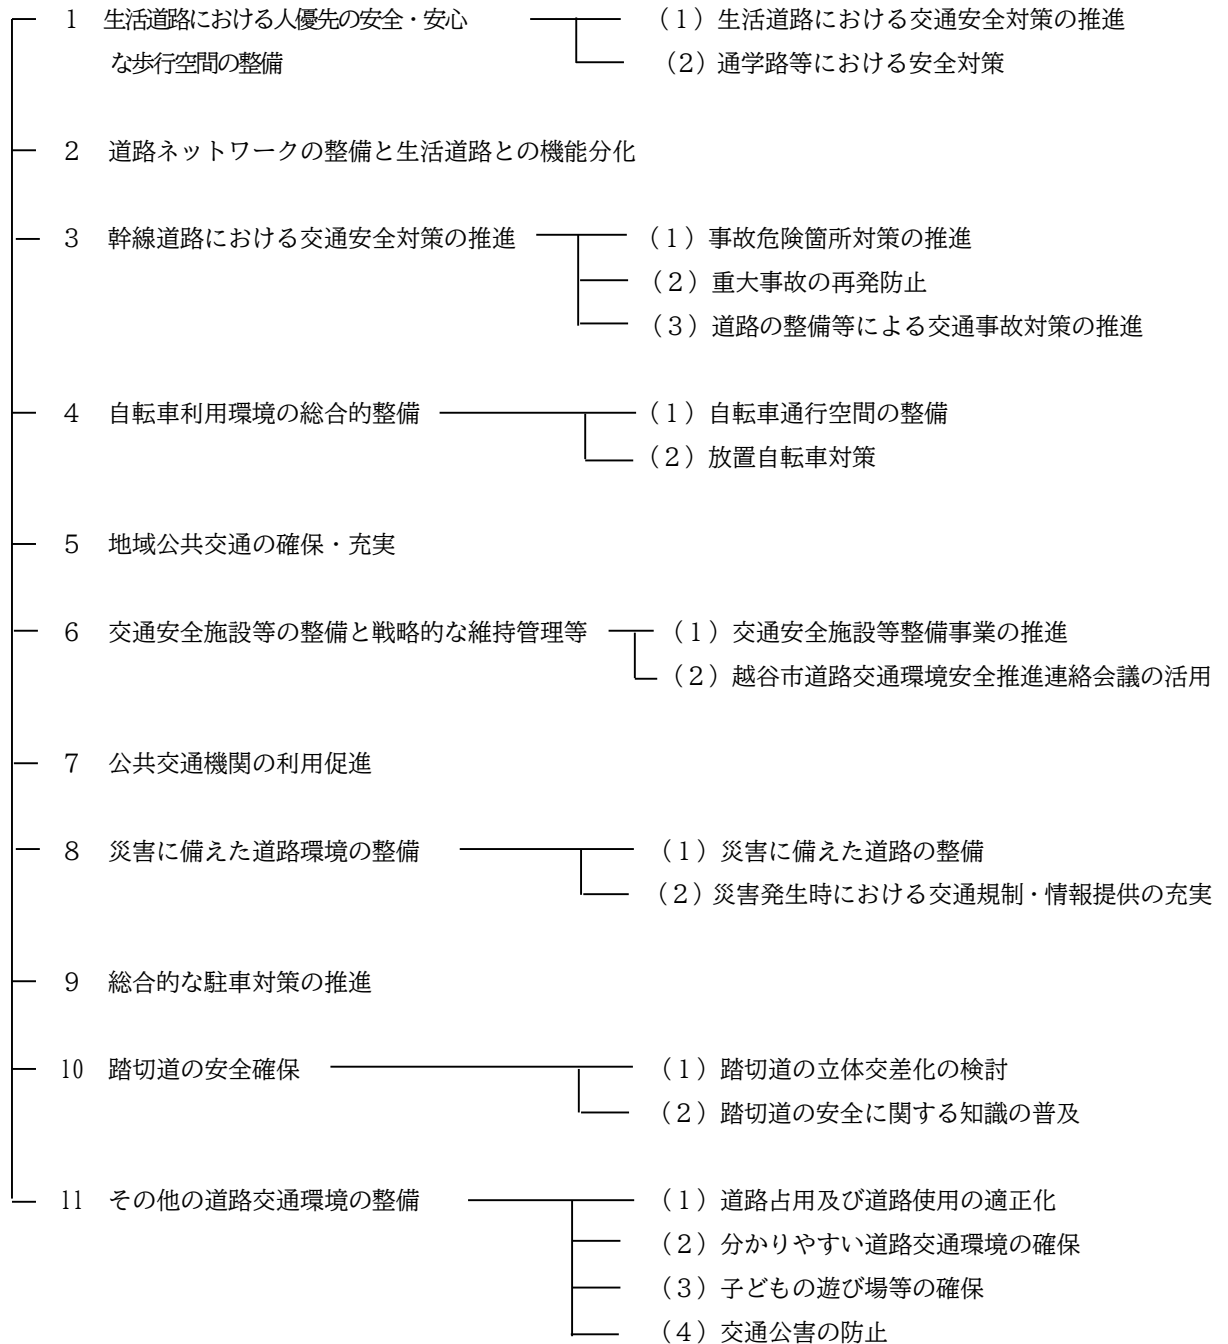 １　生活道路における人優先の安全・安心　（１）生活道路における交通安全対策の推進
な歩行空間の整備　（２）通学路等における安全対策
２　道路ネットワークの整備と生活道路との機能分化
３　幹線道路における交通安全対策の推進　（１）事故危険箇所対策の推進
（２）重大事故の再発防止
（３）道路の整備等による交通事故対策の推進
４　自転車利用環境の総合的整備　（１）自転車通行空間の整備
（２）放置自転車対策
５　地域公共交通の確保・充実
６　交通安全施設等の整備と戦略的な維持管理等　（１）交通安全施設等整備事業の推進
（２）越谷市道路交通環境安全推進連絡会議の活用
７　公共交通機関の利用促進
８　災害に備えた道路環境の整備　（１）災害に備えた道路の整備
（２）災害発生時における交通規制・情報提供の充実
９　総合的な駐車対策の推進
10　踏切道の安全確保　（１）踏切道の立体交差化の検討
（２）踏切道の安全に関する知識の普及
11　その他の道路交通環境の整備　（１）道路占用及び道路使用の適正化
（２）分かりやすい道路交通環境の確保
（３）子どもの遊び場等の確保
（４）交通公害の防止